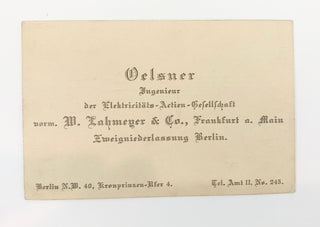 Oelsner
Ingenieur
der Elektricitäts-Actien-Gesellschaft
vorm. W. Lahmeyer & Co., Frankfurt a. Main
Zweigniederlassung Berlin.
Berlin N.W. 40, Kronprinzen-Ufer 4. Tel. Amt II. No. 245.